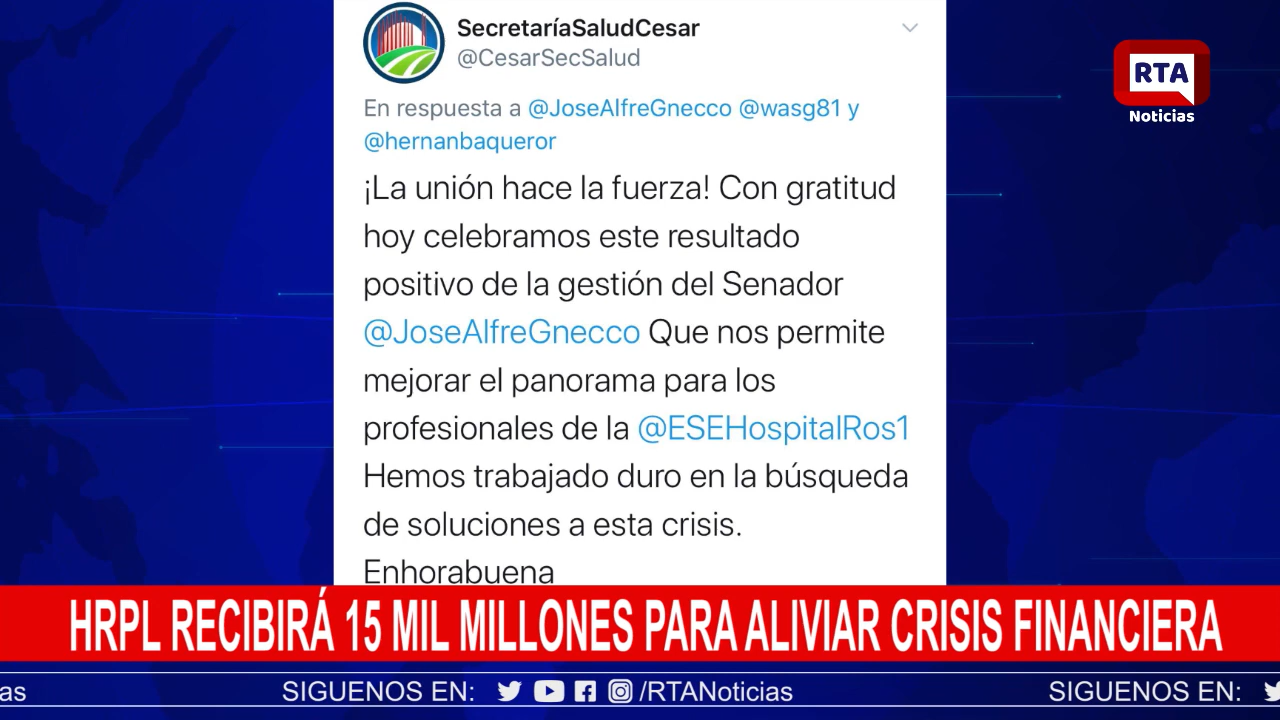 SecretaríaSaludCesar
@CesarSecSalud
En respuesta a @JoseAlfreGnecco @wasg81 y
@hernanbaqueror
¡La unión hace la fuerza! Con gratitud
hoy celebramos este resultado
positivo de la gestión del Senador
@JoseAlfreGnecco Que nos permite
mejorar el panorama para los
profesionales de la @ESEHospitalRos1
Hemos trabajado duro en la búsqueda
de soluciones a esta crisis.
Enhorabuena
RTA
Noticias
HRPL RECIBIRÁ 15 MIL MILLONES PARA ALIVIAR CRISIS FINANCIERA
as SIGUENOS EN: /RTANoticias SIGUENOS EN: